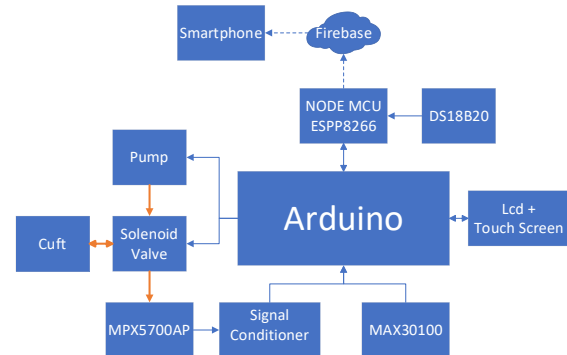 Smartphone
Firebase
NODE MCU
ESPP8266
DS18B20
Pump
Arduino
Lcd +
Touch Screen
Cuft
Solenoid
Valve
MPX5700AP
Signal
Conditioner
MAX30100